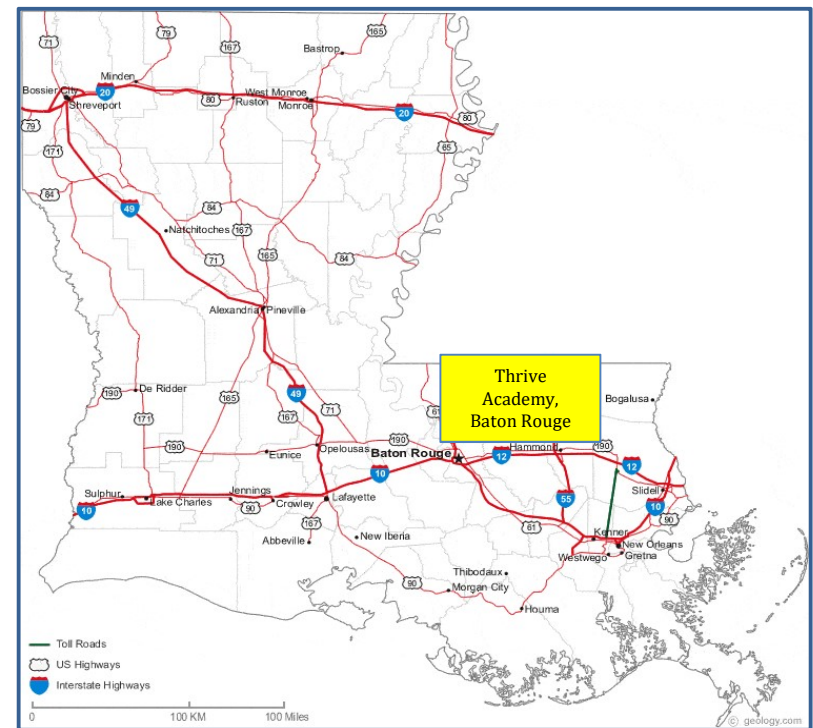 71
79
167
165
Bastrop
Minden
Bossier City
Shreveport
20
80
Ruston
West Monroe
Monroe
20
80
79
171
65
84
49
84
Natchitoches
167
71
165
84
Alexandria
Pineville
Thrive
Academy,
Baton Rouge
190
De Ridder
49
Bogalusa
171
165
167
71
61
190
Eunice
Opelousas
190
Baton Rouge
Hammond
190
12
12
10
Sulphur
Lake Charles
Jennings
90
Crowley
Lafayette
55
Slidell
10
10
90
167
61
Kenner
New Orleans
Abbeville
New Iberia
Westwego
Gretna
Thibodaux
90
Morgan City
Houma
Toll Roads
US Highways
Interstate Highways
0
100 KM
100 Miles
© geology.com